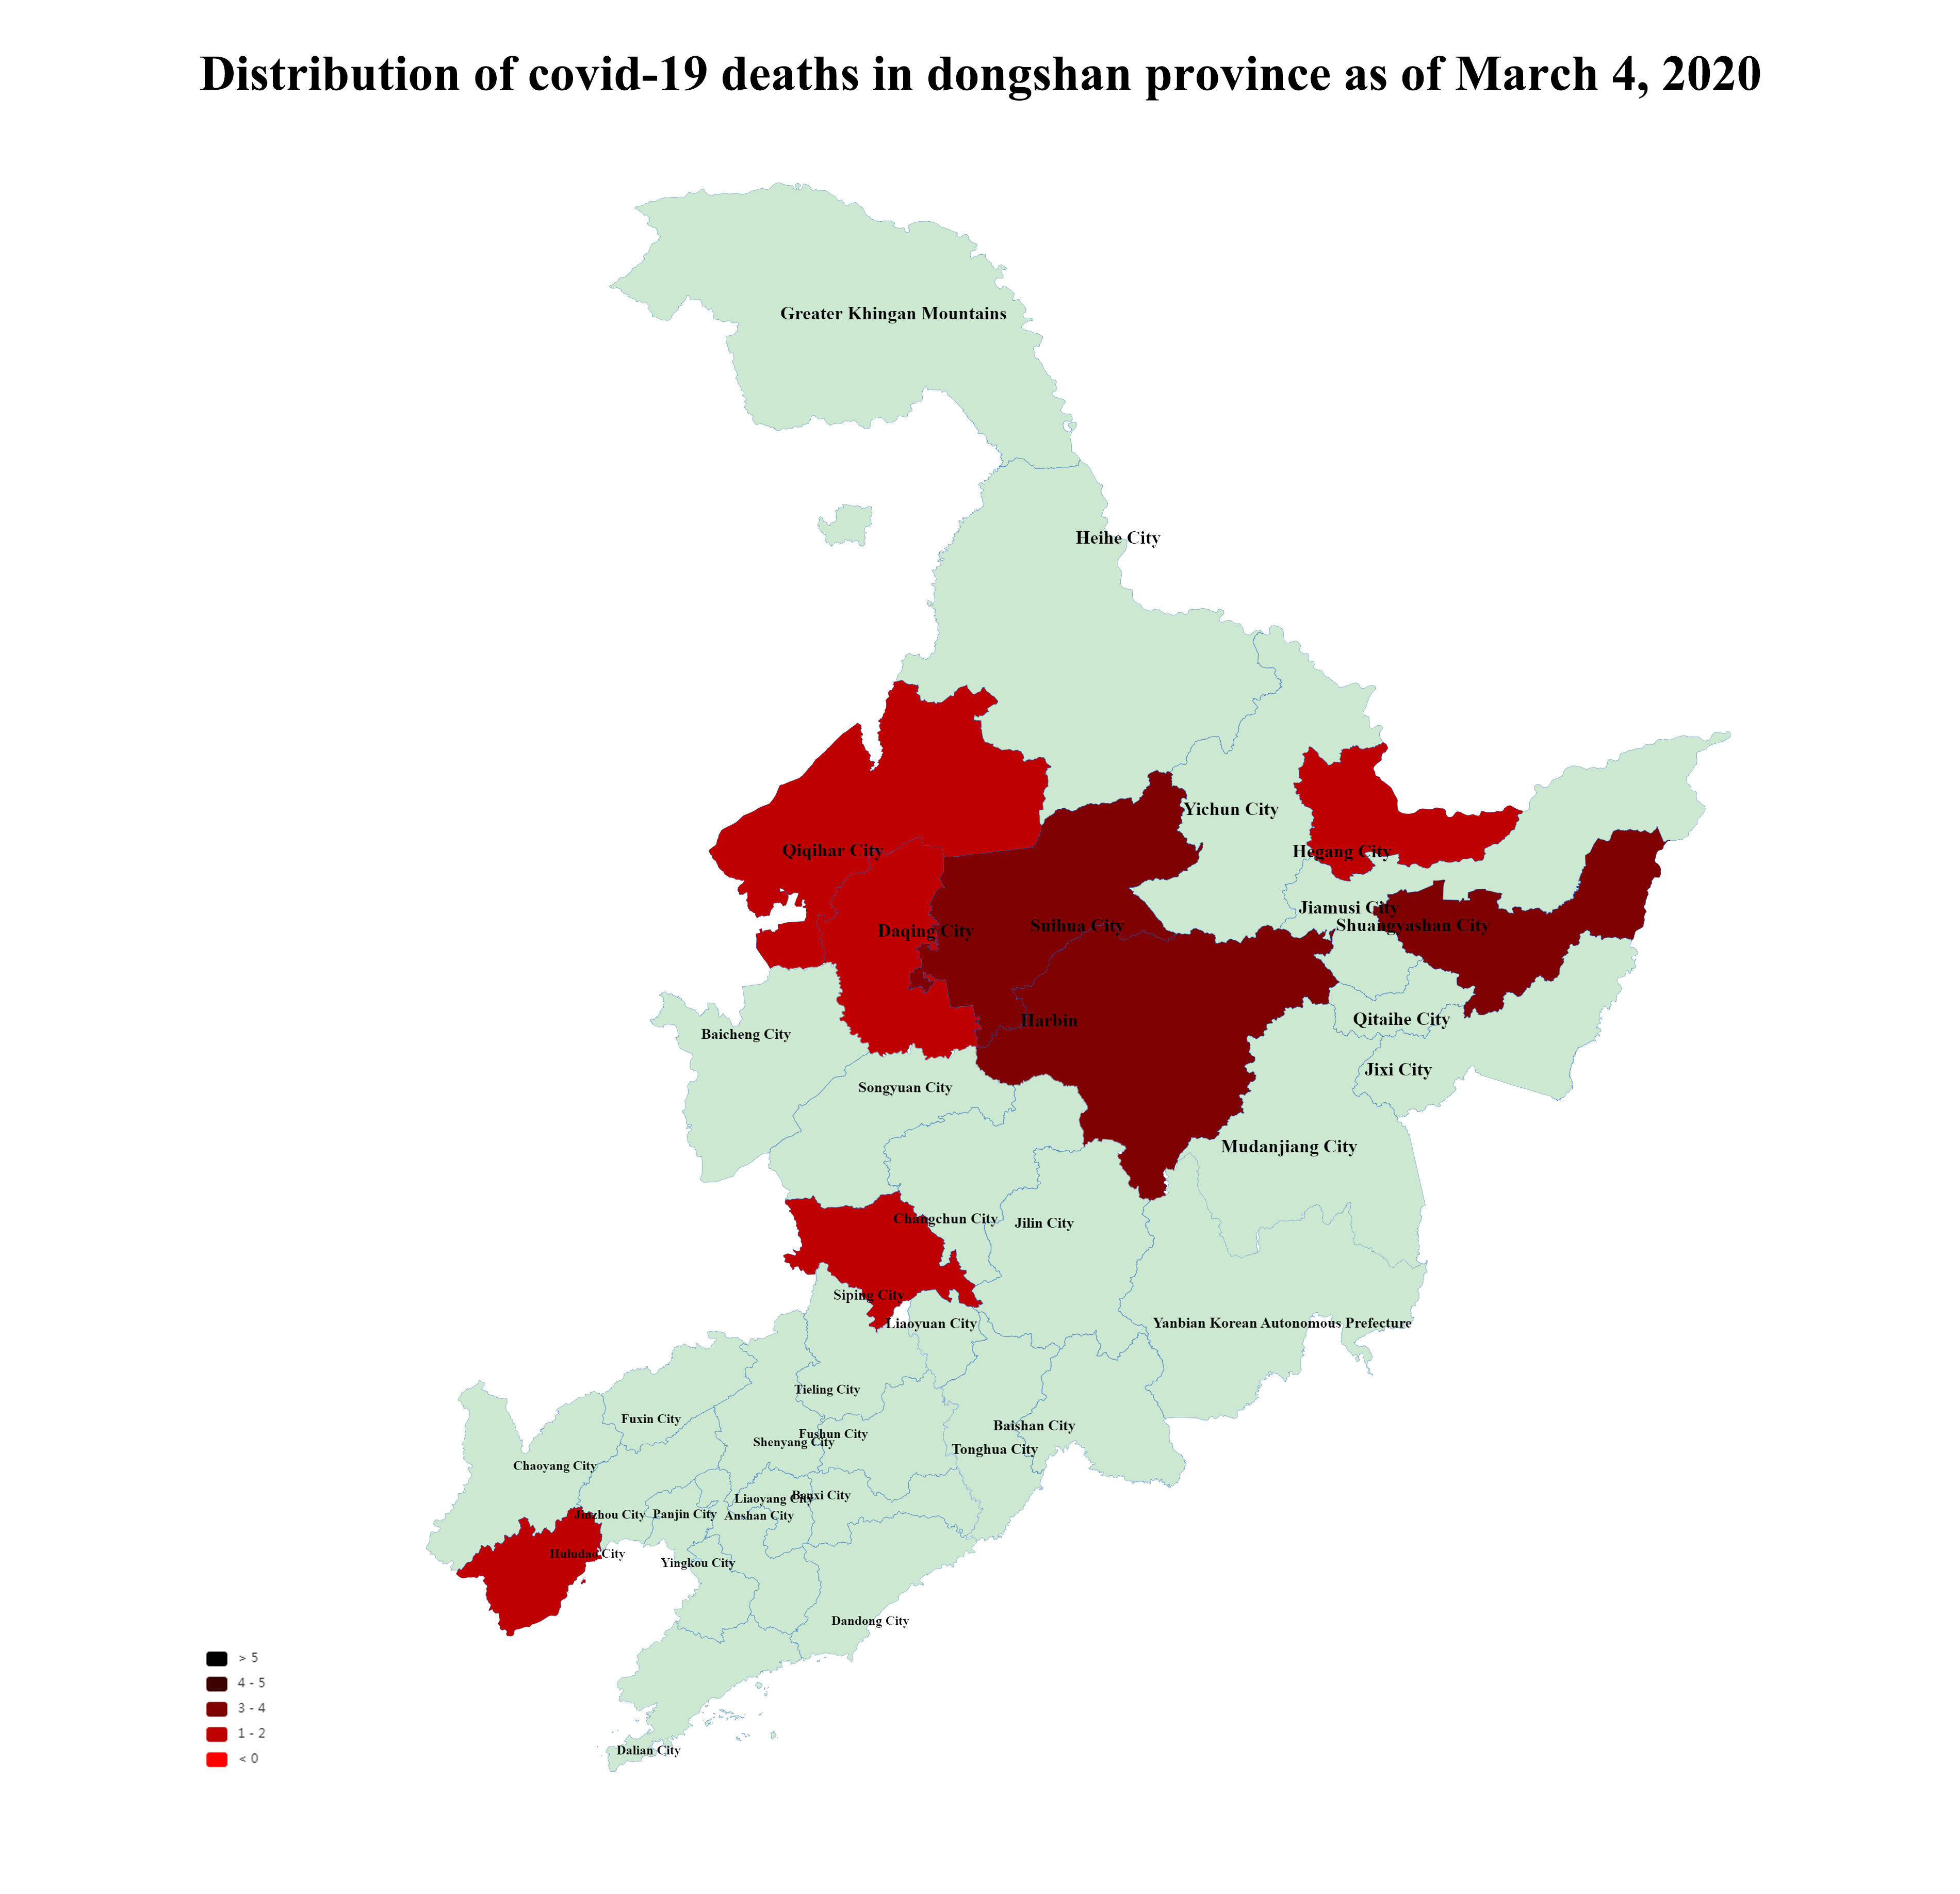 Distribution of covid-19 deaths in dongshan province as of March 4, 2020
Greater Khingan Mountains
Heihe City
Yichun City
Qiqihar City
Hegang City
Jiamusi City
Shuangyashan City
Suihua City
Daqing City
Harbin
Qitaihe City
Baicheng City
Jixi City
Songyuan City
Mudanjiang City
Changchun City
Jilin City
Siping City
Liaoyuan City
Yanbian Korean Autonomous Prefecture
Tieling City
Fuxin City
Baishan City
Fushun City
Shenyang City
Tonghua City
Chaoyang City
Benxi City
Liaoyang City
Jinzhou City
Panjin City
Anshan City
Huludao City
Yingkou City
Dandong City
> 5
4 - 5
3 - 4
1 - 2
< 0
Dalian City